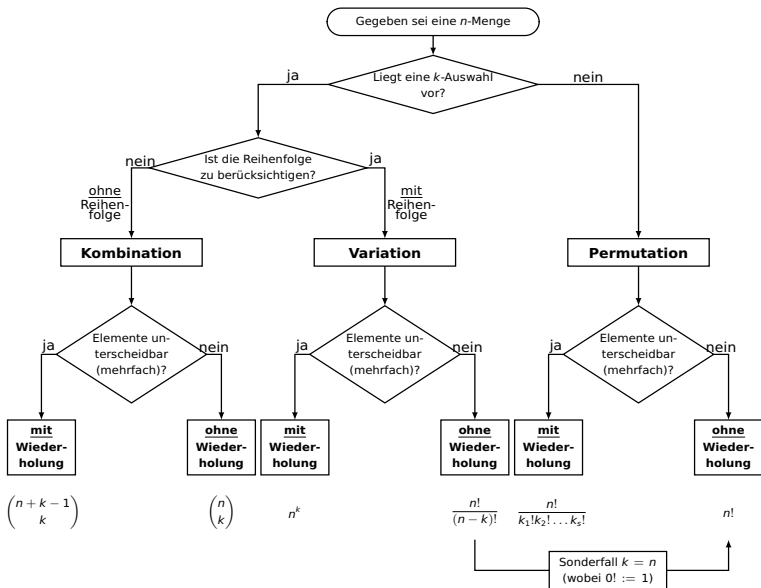 Gegeben sei eine n-Menge
Liegt eine k-Auswahl
vor?
ja
nein
Ist die Reihenfolge
zu berücksichtigen?
nein
ja
ohne
Reihen-
folge
mit
Reihen-
folge
Kombination
Variation
Permutation
Elemente un-
terscheidbar
(mehrfach)?
ja
nein
Elemente un-
terscheidbar
(mehrfach)?
ja
nein
Elemente un-
terscheidbar
(mehrfach)?
ja
nein
mit
Wieder-
holung
ohne
Wieder-
holung
mit
Wieder-
holung
ohne
Wieder-
holung
mit
Wieder-
holung
ohne
Wieder-
holung
(n + k − 1
k)
(n
k)
n^k
n!
(n − k)!
n!
k₁!k₂! . . . kₛ!
n!
Sonderfall k = n
(wobei 0! := 1)